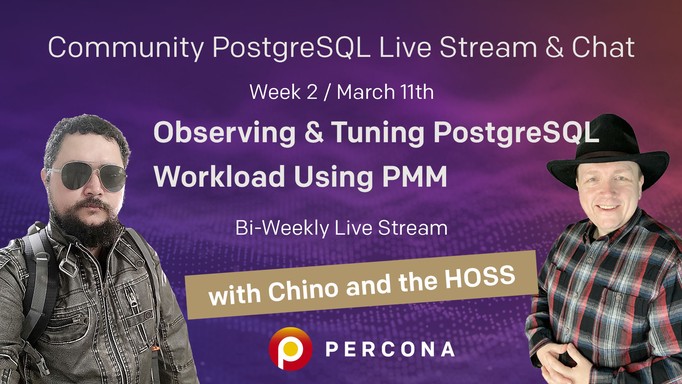 Community PostgreSQL Live Stream & Chat
Week 2 / March 11th
Observing & Tuning PostgreSQL
Workload Using PMM
Bi-Weekly Live Stream
with Chino and the HOSS
PERCONA